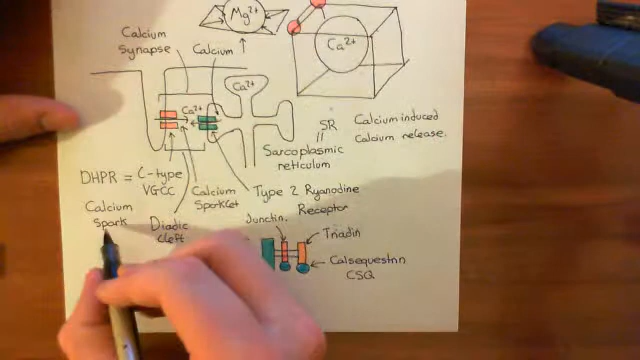 Mg2+
Calcium
synapse
Calcium
Ca2+
Ca2+
Ca2+
SR
Calcium induced
Calcium release.
Sarcoplasmic
reticulum
DHPR = L-type
VGCC
Calcium
Sparklet
Type 2 Ryanodine
Receptor
Calcium
Spark
Diadic
cleft
Junctin.
Triadin
Calsequestrin
CSQ